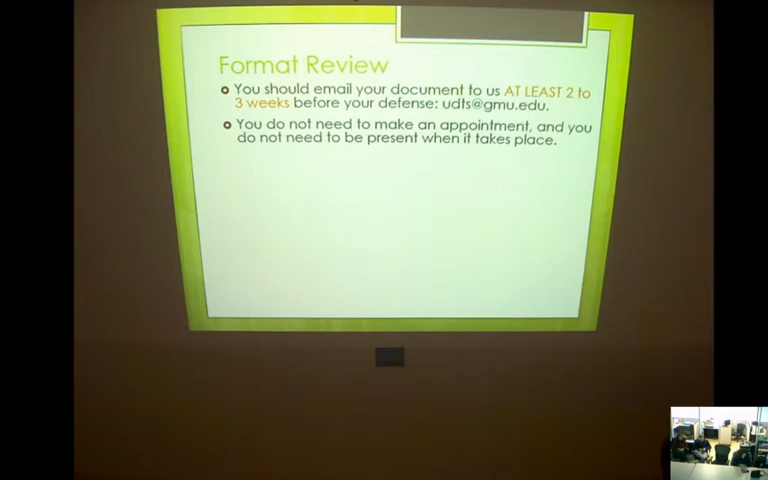 Format Review
You should email your document to us AT LEAST 2 to
3 weeks before your defense: udts@gmu.edu.
You do not need to make an appointment, and you
do not need to be present when it takes place.